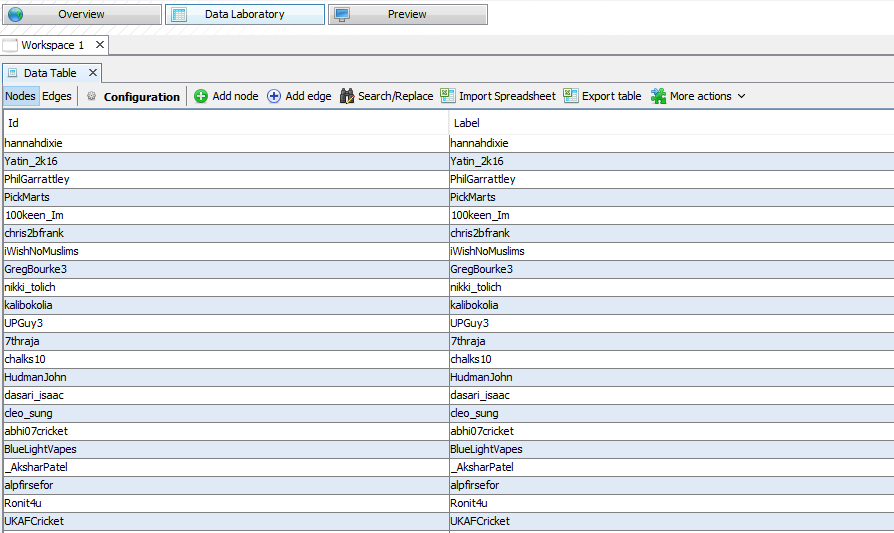 Overview Data Laboratory Preview
Workspace 1
Data Table
Nodes Edges Configuration Add node Add edge Search/Replace Import Spreadsheet Export table More actions
Id Label
hannahdixie hannahdixie
Yatin_2k16 Yatin_2k16
PhilGarrattley PhilGarrattley
PickMarts PickMarts
100keen_Im 100keen_Im
chris2bfrank chris2bfrank
iWishNoMuslims iWishNoMuslims
GregBourke3 GregBourke3
nikki_tolich nikki_tolich
kalibokolia kalibokolia
UPGuy3 UPGuy3
7thraja 7thraja
chalks10 chalks10
HudmanJohn HudmanJohn
dasari_isaac dasari_isaac
cleo_sung cleo_sung
abhi07cricket abhi07cricket
BlueLightVapes BlueLightVapes
_AksharPatel _AksharPatel
alpfirsefor alpfirsefor
Ronit4u Ronit4u
UKAFCricket UKAFCricket